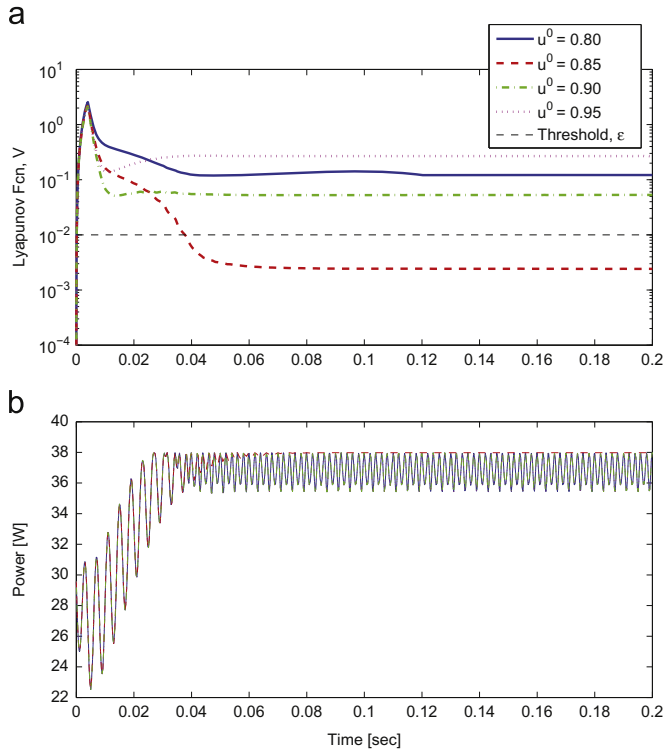 a
u⁰ = 0.80
u⁰ = 0.85
u⁰ = 0.90
u⁰ = 0.95
Threshold, ε
10¹
10⁰
10⁻¹
10⁻²
10⁻³
10⁻⁴
Lyapunov Fcn, V
0 0.02 0.04 0.06 0.08 0.1 0.12 0.14 0.16 0.18 0.2
b
40
38
36
34
32
30
28
26
24
22
Power [W]
0 0.02 0.04 0.06 0.08 0.1 0.12 0.14 0.16 0.18 0.2
Time [sec]